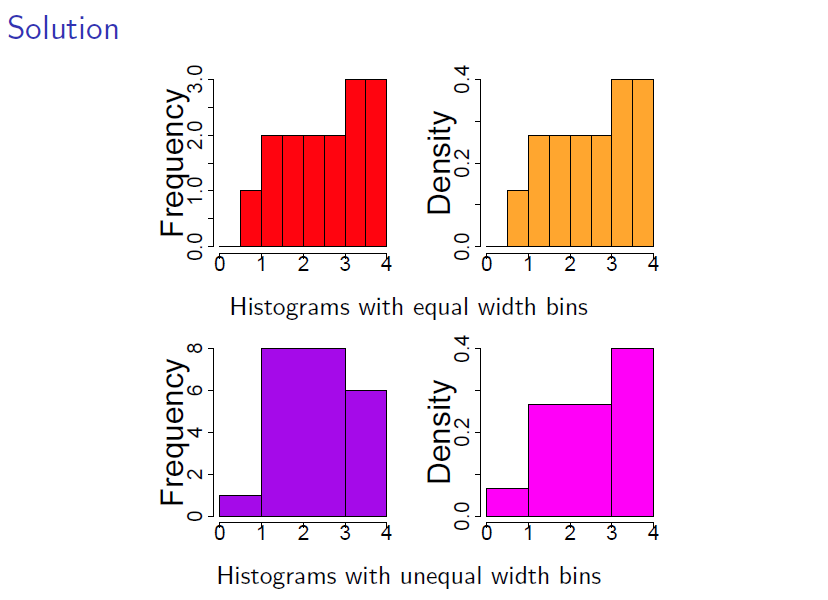 Solution
Frequency
0.0 1.0 2.0 3.0
0 1 2 3 4
Density
0.0 0.2 0.4
0 1 2 3 4
Histograms with equal width bins
Frequency
0 2 4 6 8
0 1 2 3 4
Density
0.0 0.2 0.4
0 1 2 3 4
Histograms with unequal width bins